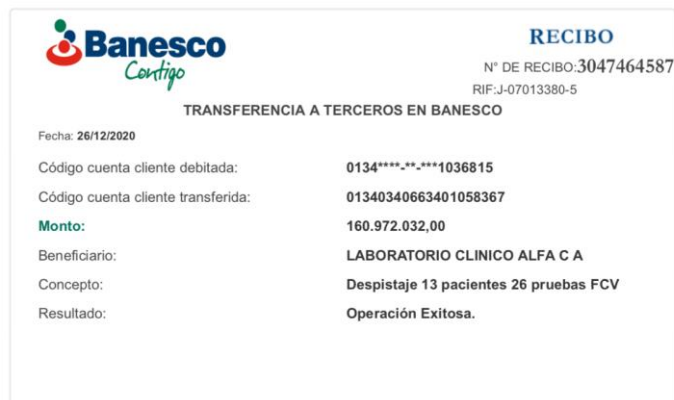 Banesco
Contigo
RECIBO
N° DE RECIBO:3047464587
RIF:J-07013380-5
TRANSFERENCIA A TERCEROS EN BANESCO
Fecha: 26/12/2020
Código cuenta cliente debitada: 0134****-**-***1036815
Código cuenta cliente transferida: 01340340663401058367
Monto: 160.972.032,00
Beneficiario: LABORATORIO CLINICO ALFA C A
Concepto: Despistaje 13 pacientes 26 pruebas FCV
Resultado: Operación Exitosa.